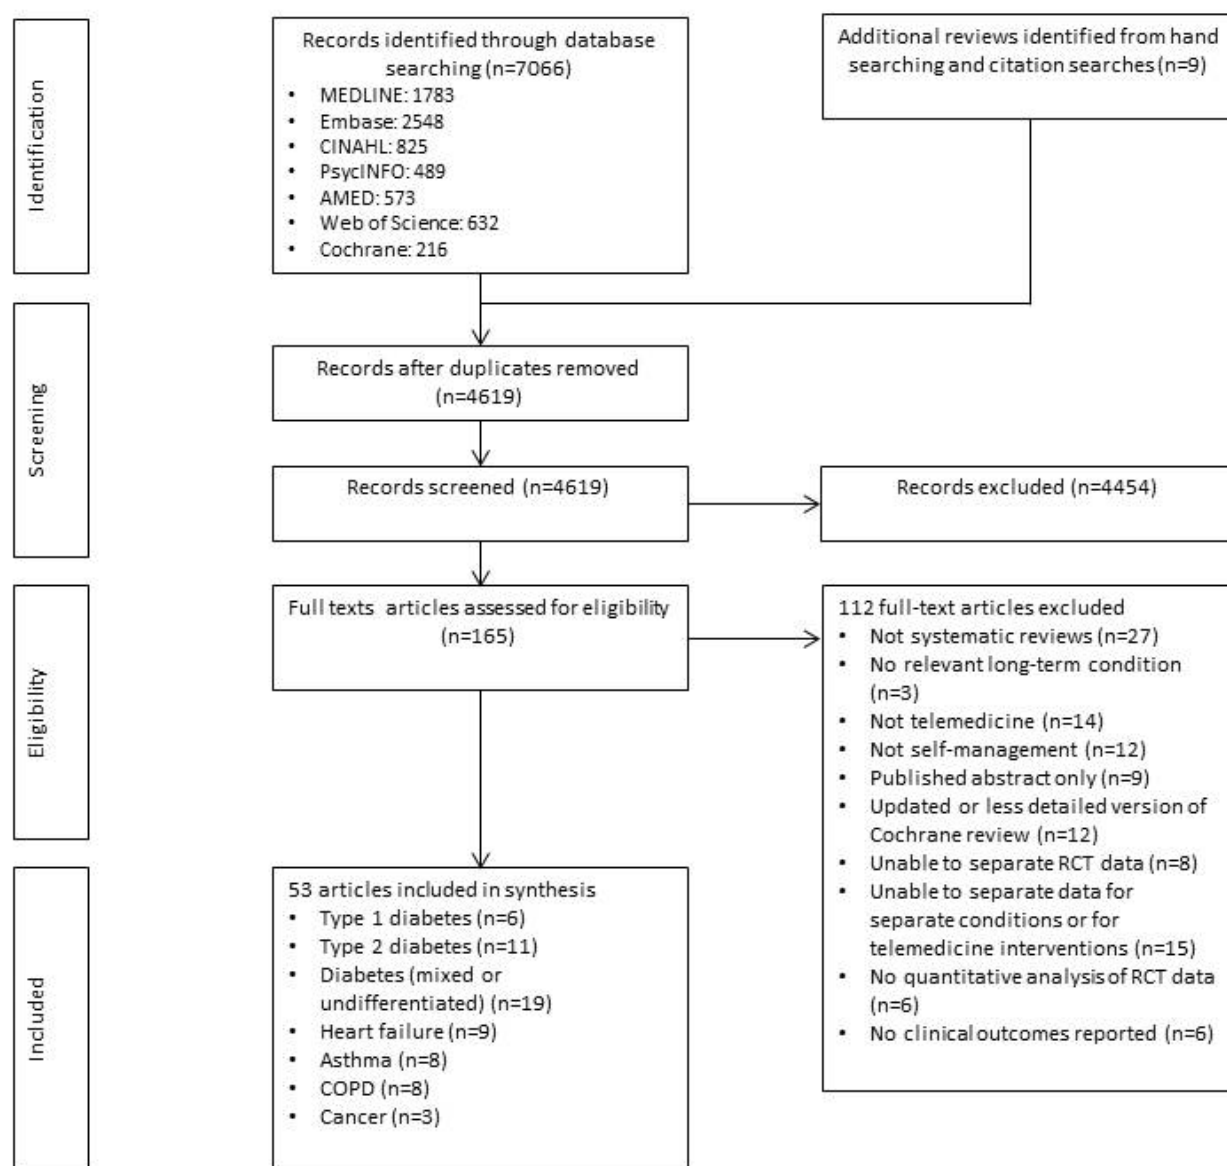 Identification
Records identified through database
searching (n=7066)
• MEDLINE: 1783
• Embase: 2548
• CINAHL: 825
• PsycINFO: 489
• AMED: 573
• Web of Science: 632
• Cochrane: 216
Additional reviews identified from hand
searching and citation searches (n=9)
Screening
Records after duplicates removed
(n=4619)
Records screened (n=4619)
Records excluded (n=4454)
Eligibility
Full texts articles assessed for eligibility
(n=165)
112 full-text articles excluded
• Not systematic reviews (n=27)
• No relevant long-term condition
(n=3)
• Not telemedicine (n=14)
• Not self-management (n=12)
• Published abstract only (n=9)
• Updated or less detailed version of
Cochrane review (n=12)
• Unable to separate RCT data (n=8)
• Unable to separate data for
separate conditions or for
telemedicine interventions (n=15)
• No quantitative analysis of RCT data
(n=6)
• No clinical outcomes reported (n=6)
Included
53 articles included in synthesis
• Type 1 diabetes (n=6)
• Type 2 diabetes (n=11)
• Diabetes (mixed or
undifferentiated) (n=19)
• Heart failure (n=9)
• Asthma (n=8)
• COPD (n=8)
• Cancer (n=3)